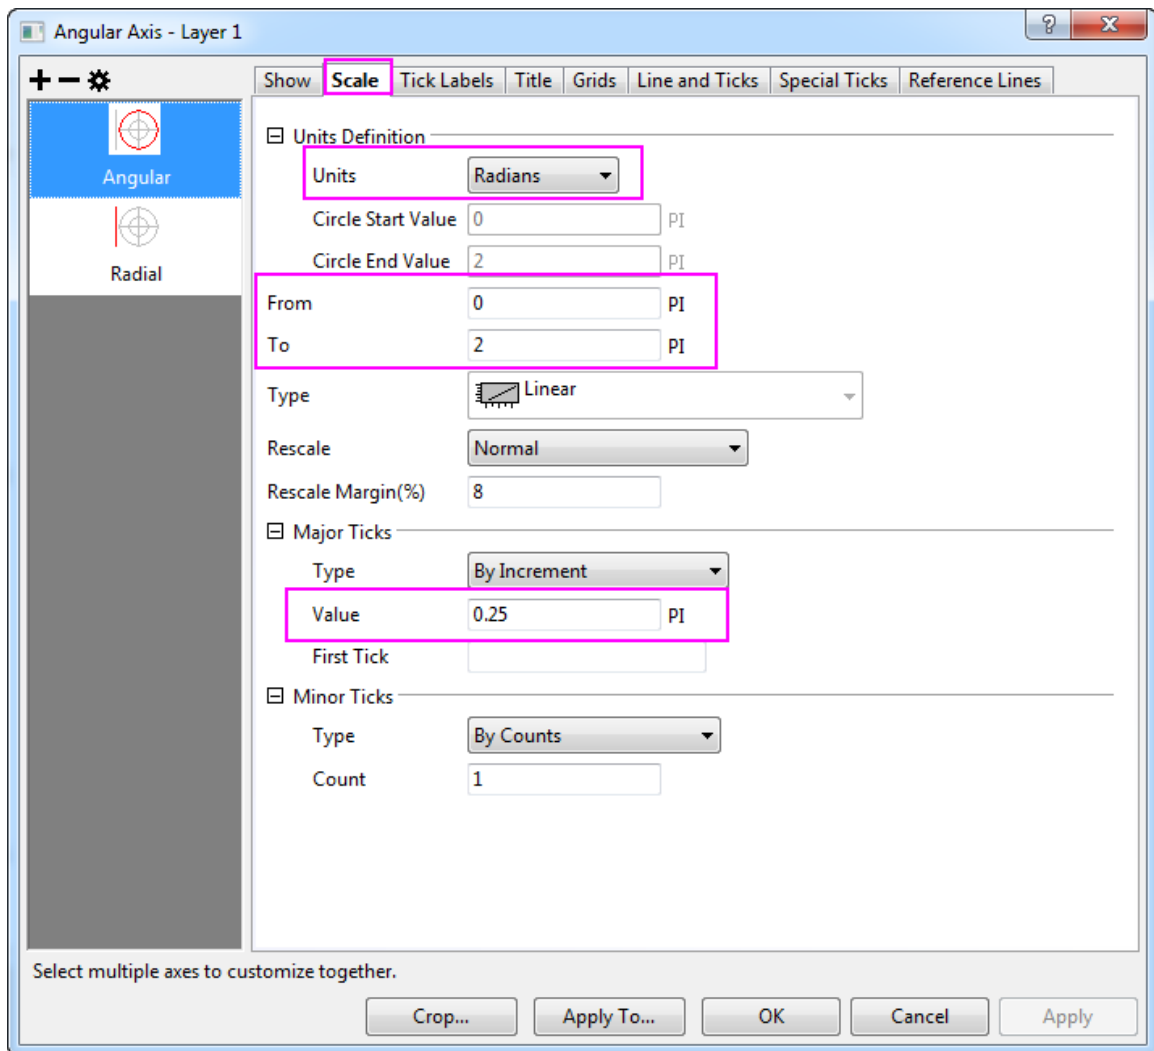 Angular Axis - Layer 1
Show Scale Tick Labels Title Grids Line and Ticks Special Ticks Reference Lines
Angular
Radial
Units Definition
Units Radians
Circle Start Value 0 PI
Circle End Value 2 PI
From 0 PI
To 2 PI
Type Linear
Rescale Normal
Rescale Margin(%) 8
Major Ticks
Type By Increment
Value 0.25 PI
First Tick
Minor Ticks
Type By Counts
Count 1
Select multiple axes to customize together.
Crop... Apply To... OK Cancel Apply